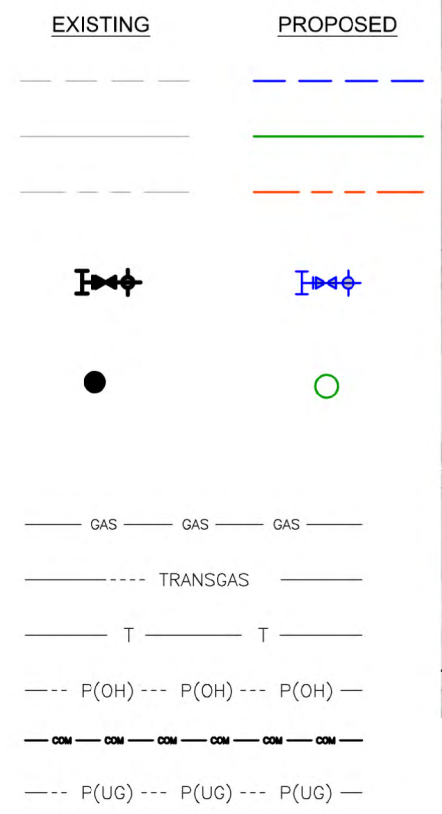 EXISTING PROPOSED
GAS GAS GAS
TRANSGAS
T T
P(OH) P(OH) P(OH)
COM COM COM COM COM COM
P(UG) P(UG) P(UG)